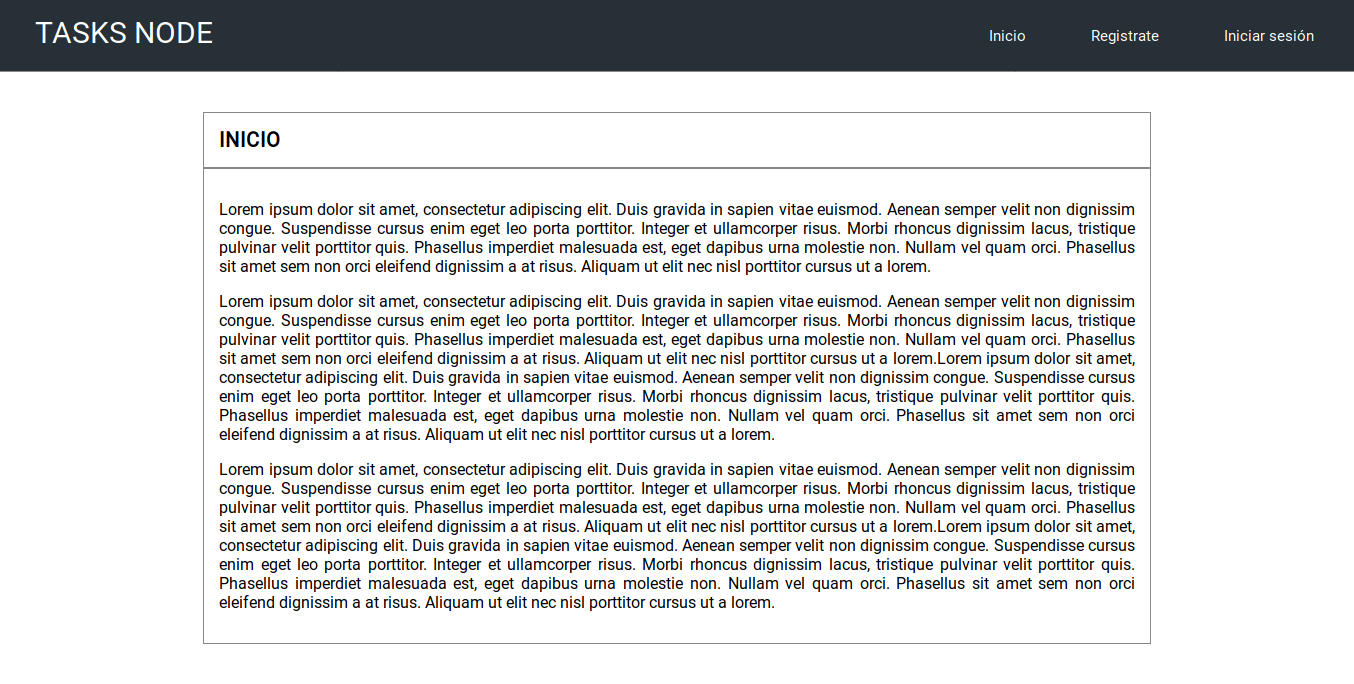 TASKS NODE
Inicio
Registrate
Iniciar sesión
INICIO
Lorem ipsum dolor sit amet, consectetur adipiscing elit. Duis gravida in sapien vitae euismod. Aenean semper velit non dignissim
congue. Suspendisse cursus enim eget leo porta porttitor. Integer et ullamcorper risus. Morbi rhoncus dignissim lacus, tristique
pulvinar velit porttitor quis. Phasellus imperdiet malesuada est, eget dapibus urna molestie non. Nullam vel quam orci. Phasellus
sit amet sem non orci eleifend dignissim a at risus. Aliquam ut elit nec nisl porttitor cursus ut a lorem.
Lorem ipsum dolor sit amet, consectetur adipiscing elit. Duis gravida in sapien vitae euismod. Aenean semper velit non dignissim
congue. Suspendisse cursus enim eget leo porta porttitor. Integer et ullamcorper risus. Morbi rhoncus dignissim lacus, tristique
pulvinar velit porttitor quis. Phasellus imperdiet malesuada est, eget dapibus urna molestie non. Nullam vel quam orci. Phasellus
sit amet sem non orci eleifend dignissim a at risus. Aliquam ut elit nec nisl porttitor cursus ut a lorem.Lorem ipsum dolor sit amet,
consectetur adipiscing elit. Duis gravida in sapien vitae euismod. Aenean semper velit non dignissim congue. Suspendisse cursus
enim eget leo porta porttitor. Integer et ullamcorper risus. Morbi rhoncus dignissim lacus, tristique pulvinar velit porttitor quis.
Phasellus imperdiet malesuada est, eget dapibus urna molestie non. Nullam vel quam orci. Phasellus sit amet sem non orci
eleifend dignissim a at risus. Aliquam ut elit nec nisl porttitor cursus ut a lorem.
Lorem ipsum dolor sit amet, consectetur adipiscing elit. Duis gravida in sapien vitae euismod. Aenean semper velit non dignissim
congue. Suspendisse cursus enim eget leo porta porttitor. Integer et ullamcorper risus. Morbi rhoncus dignissim lacus, tristique
pulvinar velit porttitor quis. Phasellus imperdiet malesuada est, eget dapibus urna molestie non. Nullam vel quam orci. Phasellus
sit amet sem non orci eleifend dignissim a at risus. Aliquam ut elit nec nisl porttitor cursus ut a lorem.Lorem ipsum dolor sit amet,
consectetur adipiscing elit. Duis gravida in sapien vitae euismod. Aenean semper velit non dignissim congue. Suspendisse cursus
enim eget leo porta porttitor. Integer et ullamcorper risus. Morbi rhoncus dignissim lacus, tristique pulvinar velit porttitor quis.
Phasellus imperdiet malesuada est, eget dapibus urna molestie non. Nullam vel quam orci. Phasellus sit amet sem non orci
eleifend dignissim a at risus. Aliquam ut elit nec nisl porttitor cursus ut a lorem.